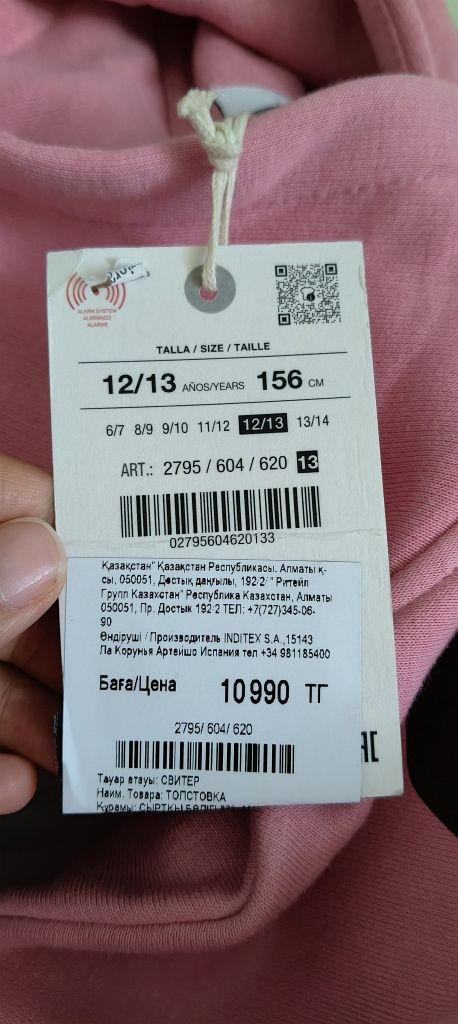 ALARM SYSTEM
ALARMADO
ALARME
TALLA / SIZE / TAILLE
12/13 AÑOS/YEARS 156 CM
6/7 8/9 9/10 11/12 12/13 13/14
ART.: 2795 / 604 / 620 13
02795604620133
Қазақстан" Қазақстан Республикасы. Алматы қ-
сы, 050051, Достық даңғылы, 192-2 " Ритейл
Групп Казахстан" Республика Казахстан, Алматы
050051, Пр. Достык 192 2 ТЕЛ: +7(727)345-06-
90
Өндіруші / Производитель INDITEX S.A.,15143
Ла Корунья Артайшо Испания тел +34 981185400
Баға/Цена 10990 ТГ
2795/ 604/ 620
Тауар атауы: СВИТЕР
Наим. Товара: ТОЛСТОВКА
Құрамы: СЫРТҚЫ